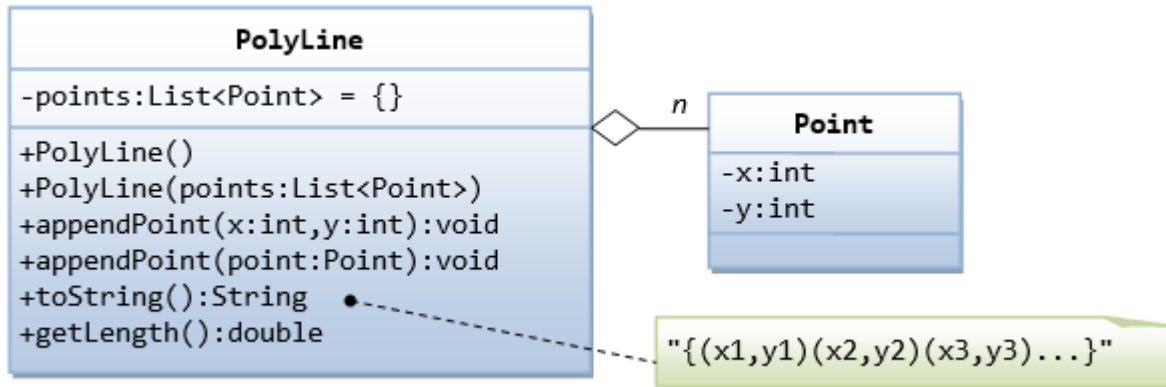 PolyLine
-points:List<Point> = {}
+PolyLine()
+PolyLine(points:List<Point>)
+appendPoint(x:int,y:int):void
+appendPoint(point:Point):void
+toString():String
+getLength():double
n
Point
-x:int
-y:int
"{(x1,y1)(x2,y2)(x3,y3)...}"